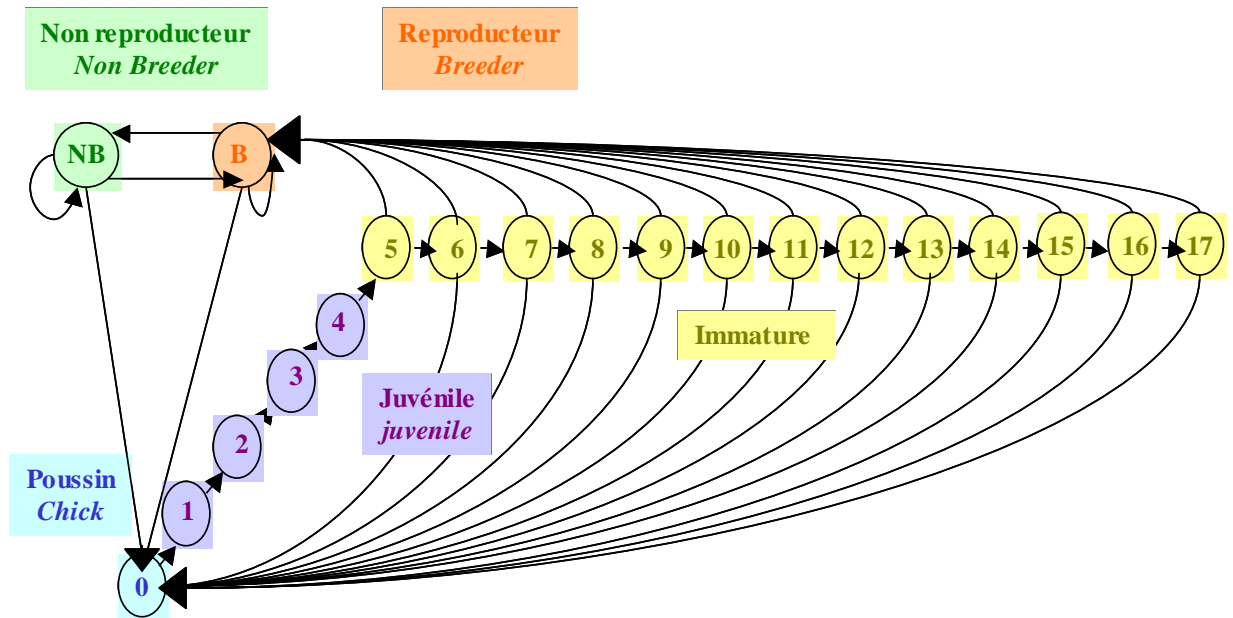 Non reproducteur
Non Breeder
Reproducteur
Breeder
NB
B
5 6 7 8 9 10 11 12 13 14 15 16 17
4
Immature
3
Juvénile
juvenile
2
Poussin
Chick
1
0